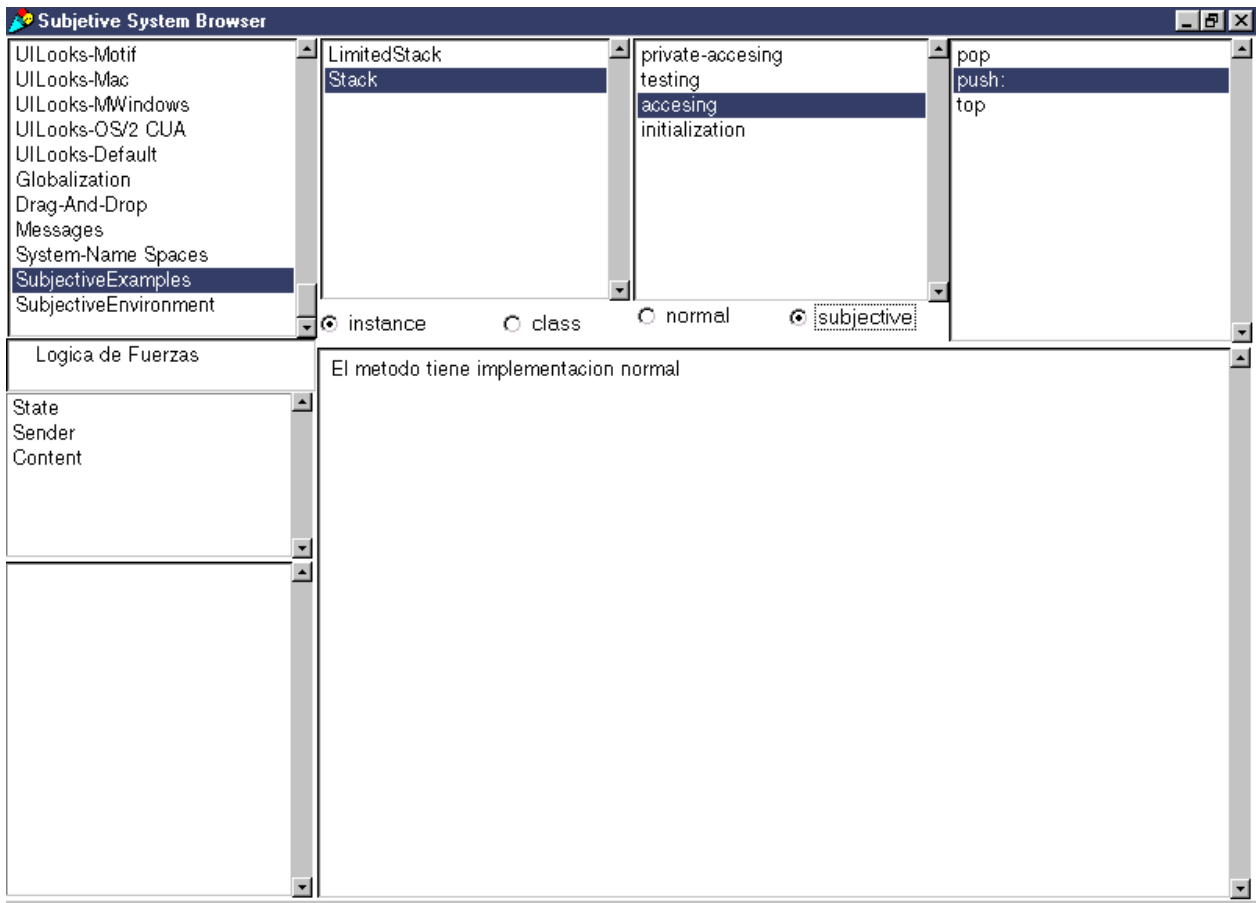 Subjetive System Browser
UILooks-Motif
UILooks-Mac
UILooks-MWindows
UILooks-OS/2 CUA
UILooks-Default
Globalization
Drag-And-Drop
Messages
System-Name Spaces
SubjectiveExamples
SubjectiveEnvironment
LimitedStack
Stack
instance
class
private-accesing
testing
accesing
initialization
normal
subjective
pop
push:
top
Logica de Fuerzas
State
Sender
Content
El metodo tiene implementacion normal